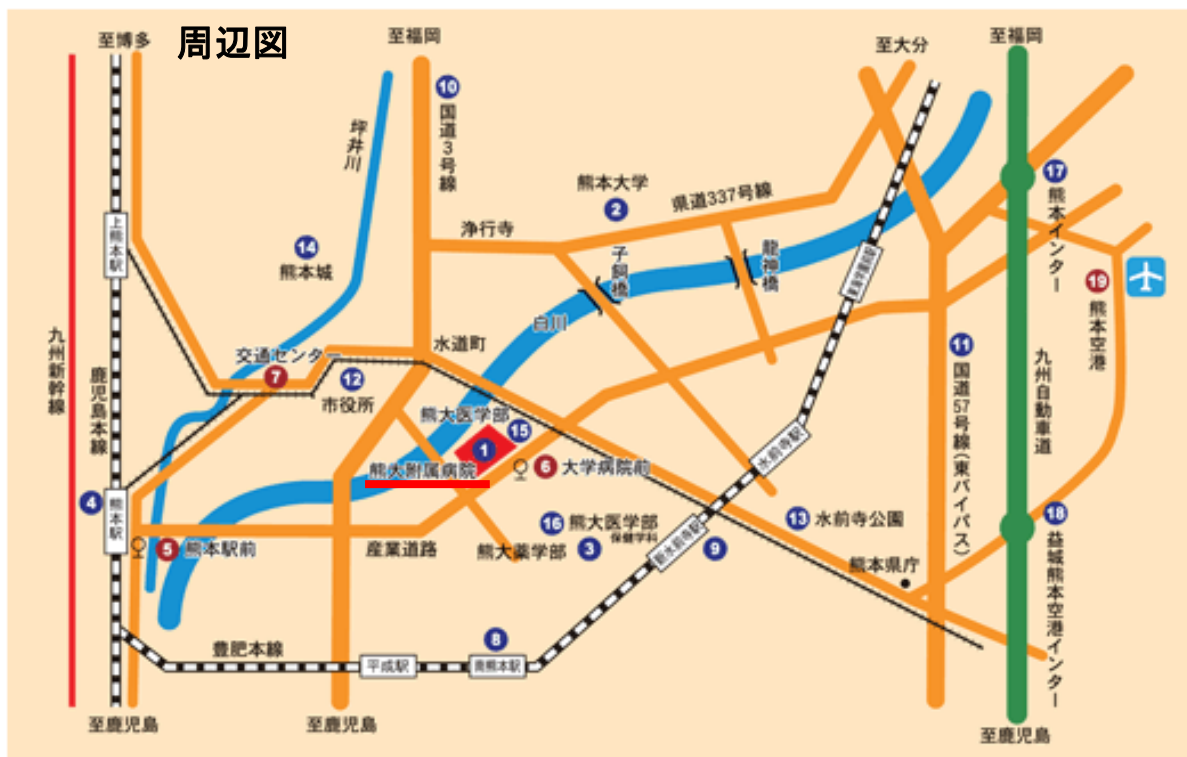 至博多
周辺図
至福岡
至大分
至福岡
10
国道3号線
坪井川
熊本大学
2
県道337号線
17
熊本インター
上熊本駅
浄行寺
14
熊本城
子飼橋
龍神橋
19
熊本空港
白川
九州新幹線
鹿児島本線
交通センター
7
水道町
12
市役所
11
国道57号線(東バイパス)
九州自動車道
熊大医学部
15
1
熊大附属病院
6
大学病院前
水前寺駅
4
熊本駅
5
熊本駅前
産業道路
16
熊大医学部
保健学科
熊大薬学部
3
新水前寺駅
9
13
水前寺公園
18
益城熊本空港インター
熊本県庁
豊肥本線
8
平成駅
南熊本駅
至鹿児島
至鹿児島
至鹿児島